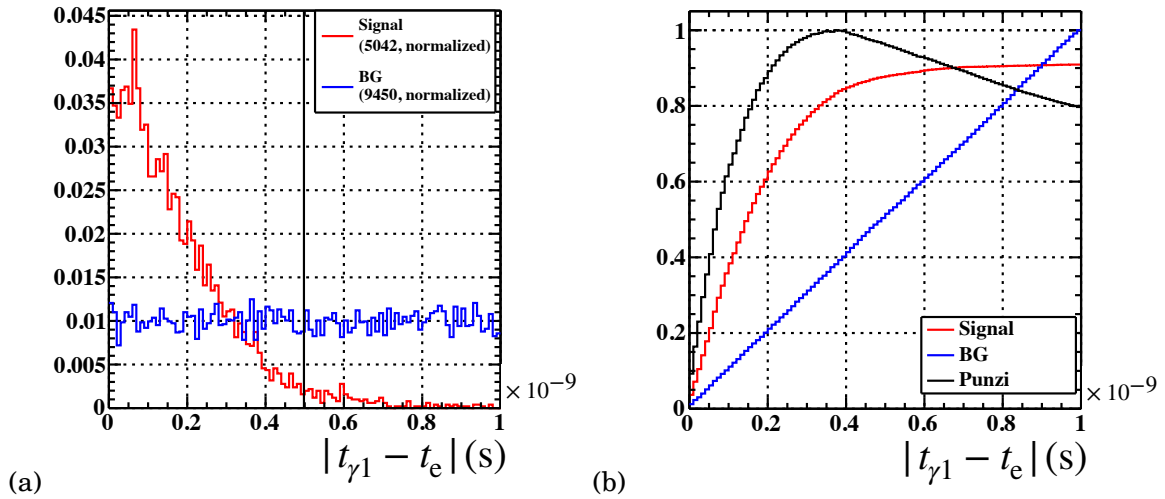 0.045
0.04
0.035
0.03
0.025
0.02
0.015
0.01
0.005
0
0 0.2 0.4 0.6 0.8 1
× 10⁻⁹
|tγ1 − te| (s)
Signal
(5042, normalized)
BG
(9450, normalized)
(a)
1
0.8
0.6
0.4
0.2
0
0 0.2 0.4 0.6 0.8 1
× 10⁻⁹
|tγ1 − te| (s)
Signal
BG
Punzi
(b)